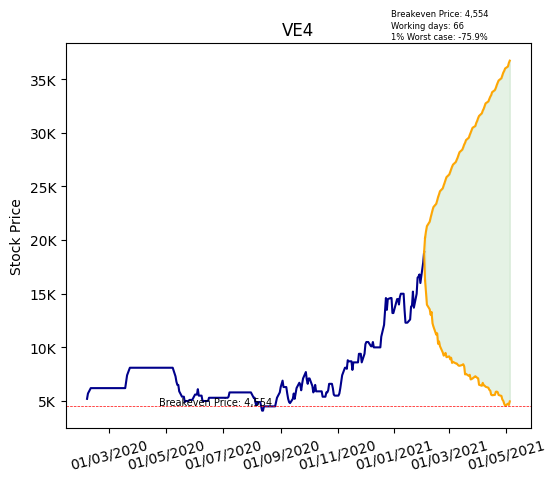 Breakeven Price: 4,554
Working days: 66
1% Worst case: -75.9%
VE4
Stock Price
35K
30K
25K
20K
15K
10K
5K
Breakeven Price: 4,554
01/03/2020
01/05/2020
01/07/2020
01/09/2020
01/11/2020
01/01/2021
01/03/2021
01/05/2021